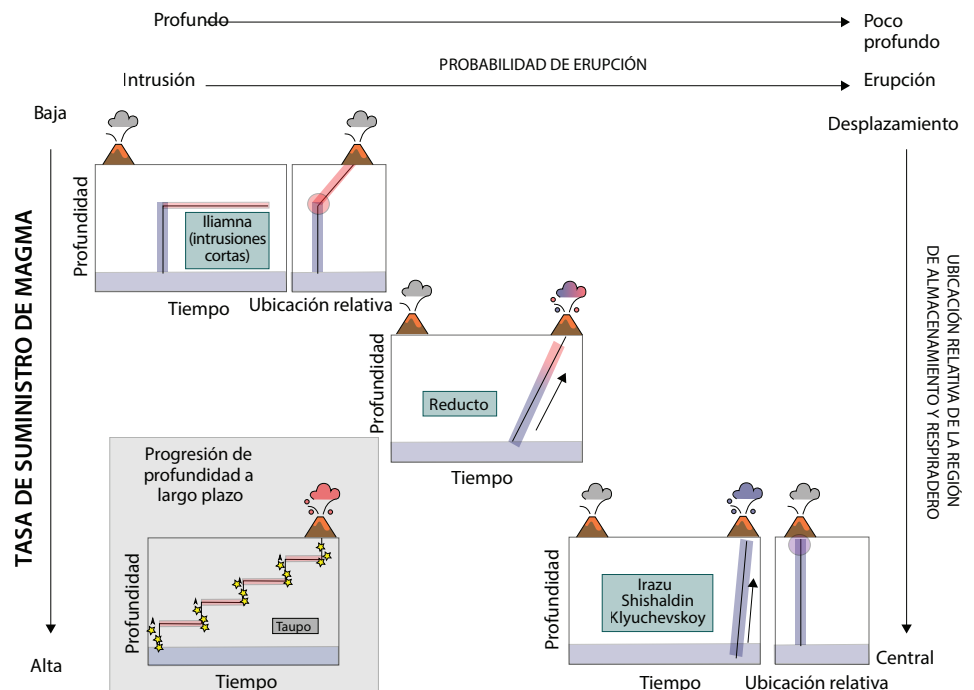 Profundo
Poco
profundo
PROBABILIDAD DE ERUPCIÓN
Intrusión
Erupción
Baja
Desplazamiento
TASA DE SUMINISTRO DE MAGMA
UBICACIÓN RELATIVA DE LA REGIÓN
DE ALMACENAMIENTO Y RESPIRADERO
Profundidad
Iliamna
(intrusiones
cortas)
Tiempo
Ubicación relativa
Profundidad
Reducto
Tiempo
Progresión de
profundidad a
largo plazo
Profundidad
Taupo
Tiempo
Profundidad
Irazu
Shishaldin
Klyuchevskoy
Tiempo
Ubicación relativa
Alta
Central